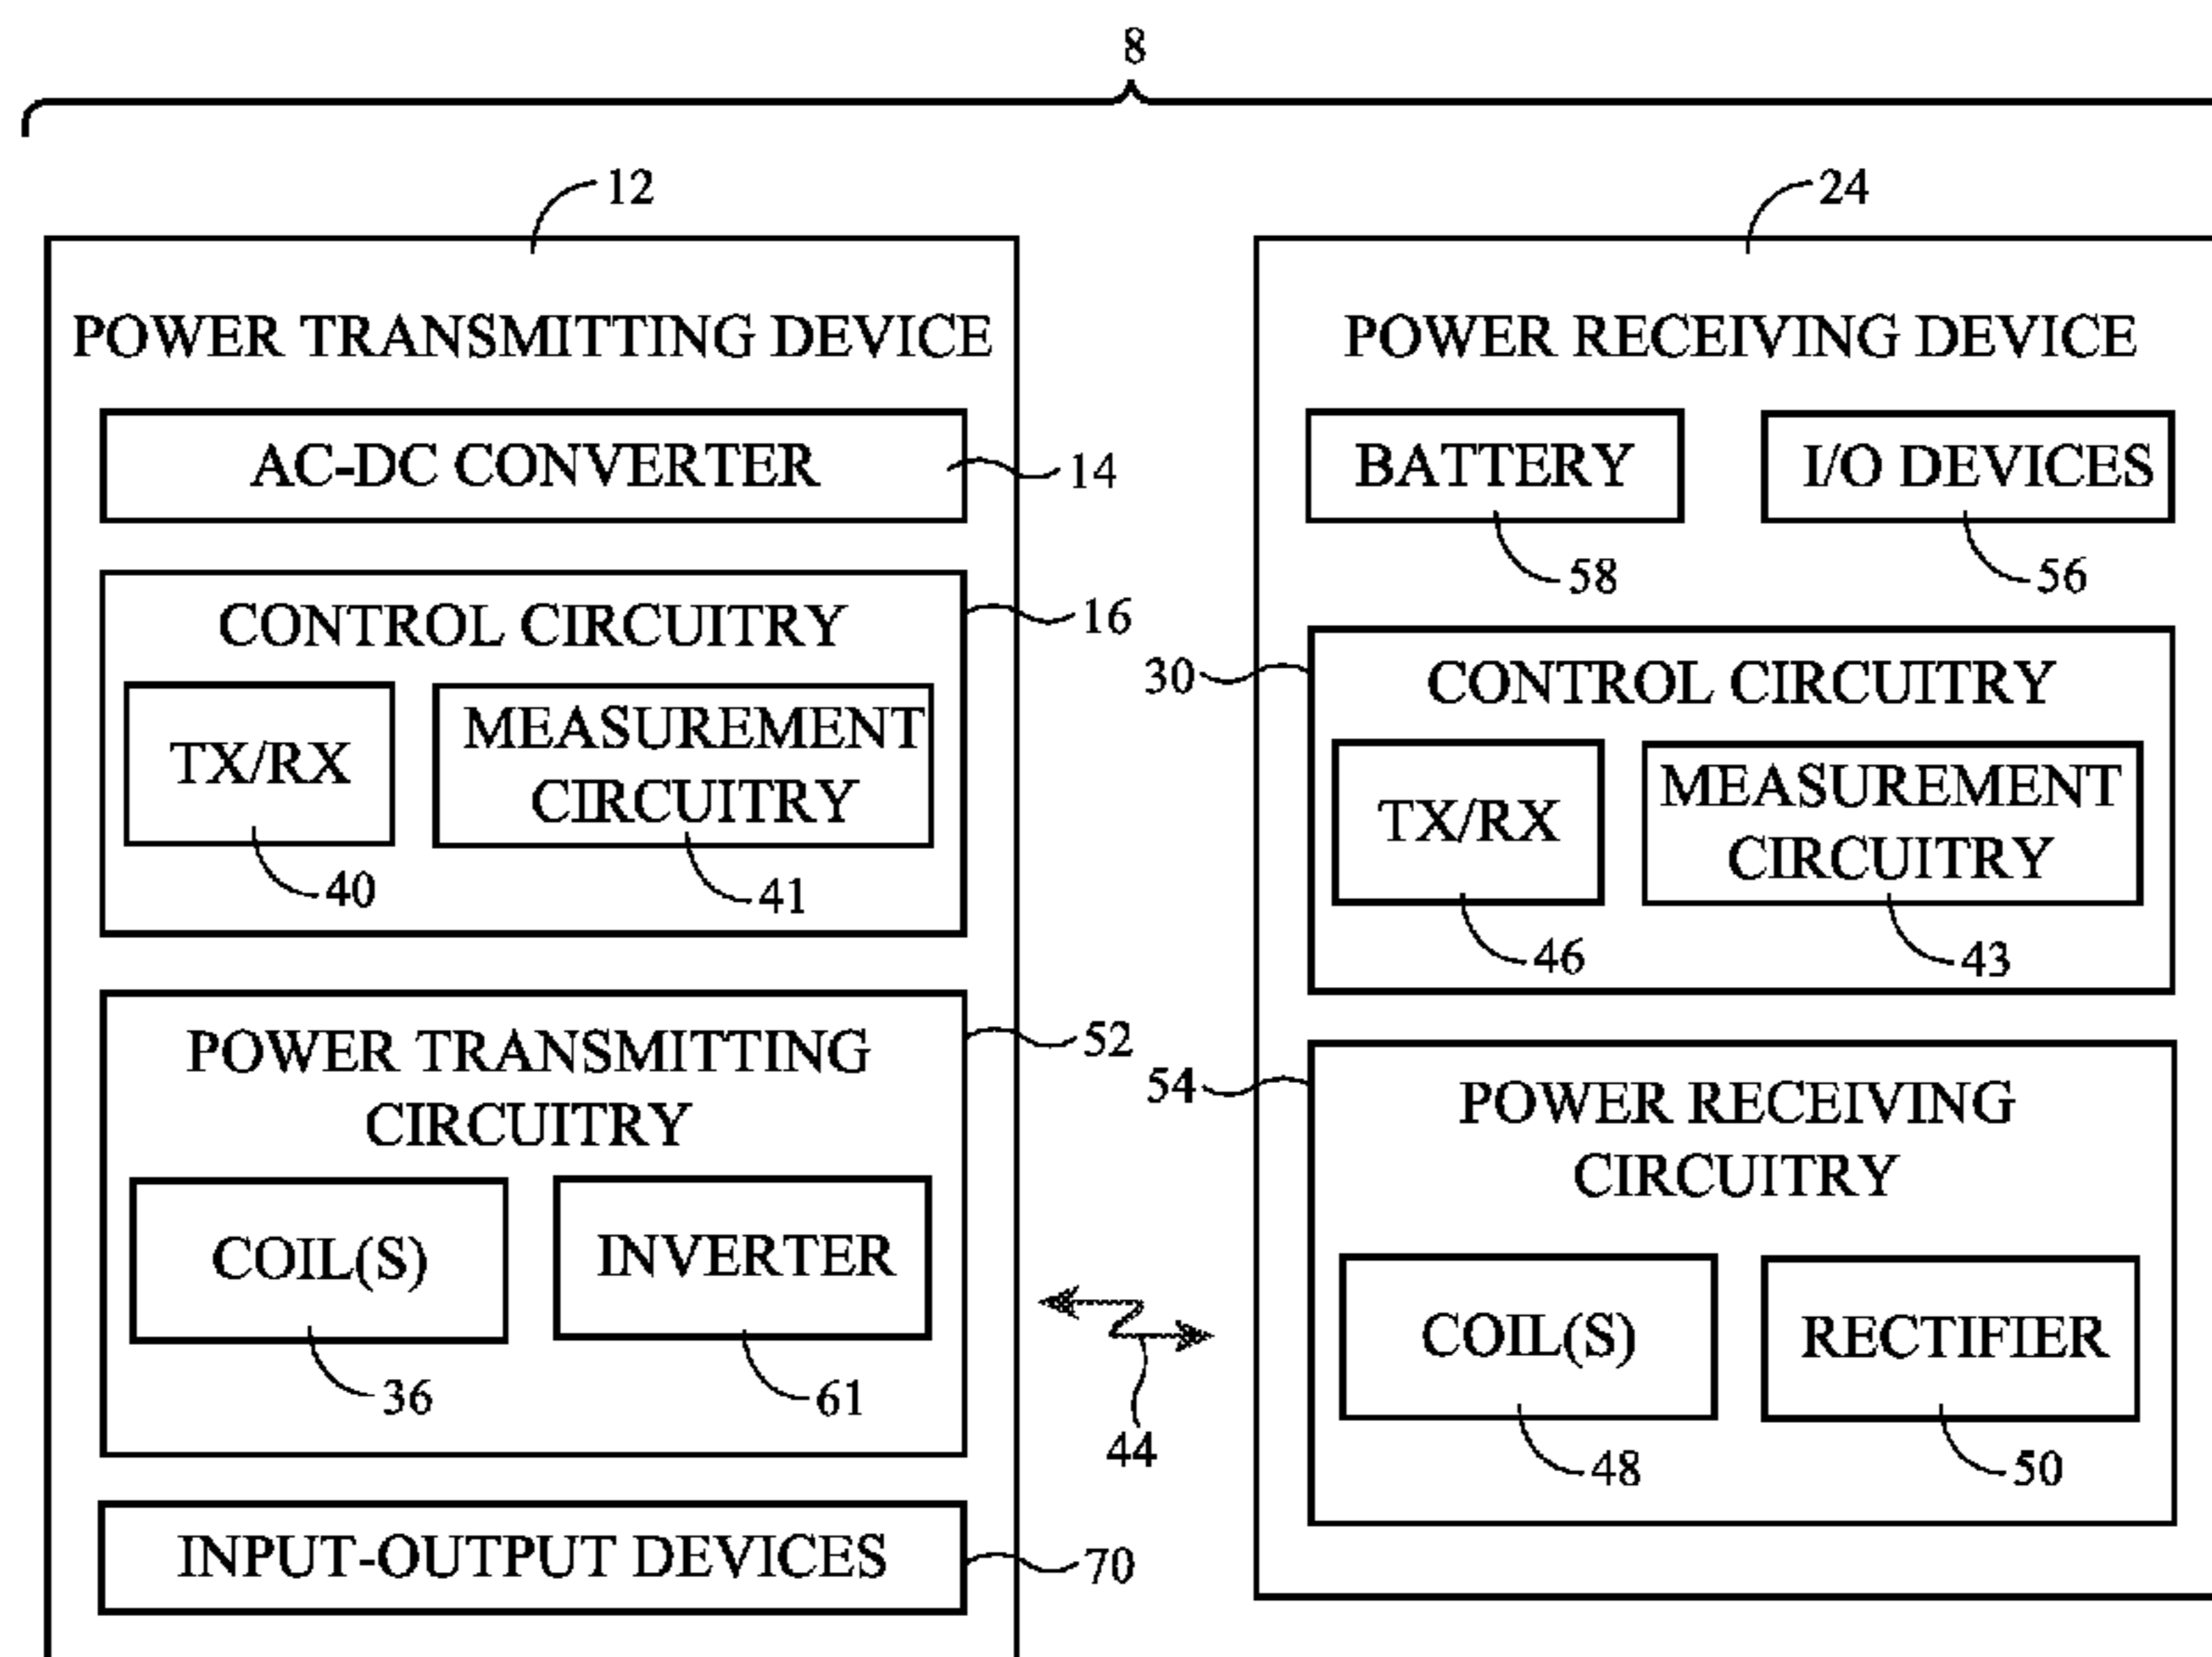 8
12
POWER TRANSMITTING DEVICE
AC-DC CONVERTER
14
CONTROL CIRCUITRY
16
TX/RX
40
MEASUREMENT
CIRCUITRY
41
POWER TRANSMITTING
CIRCUITRY
52
COIL(S)
36
INVERTER
61
INPUT-OUTPUT DEVICES
70
44
24
POWER RECEIVING DEVICE
BATTERY
58
I/O DEVICES
56
30
CONTROL CIRCUITRY
TX/RX
46
MEASUREMENT
CIRCUITRY
43
54
POWER RECEIVING
CIRCUITRY
COIL(S)
48
RECTIFIER
50